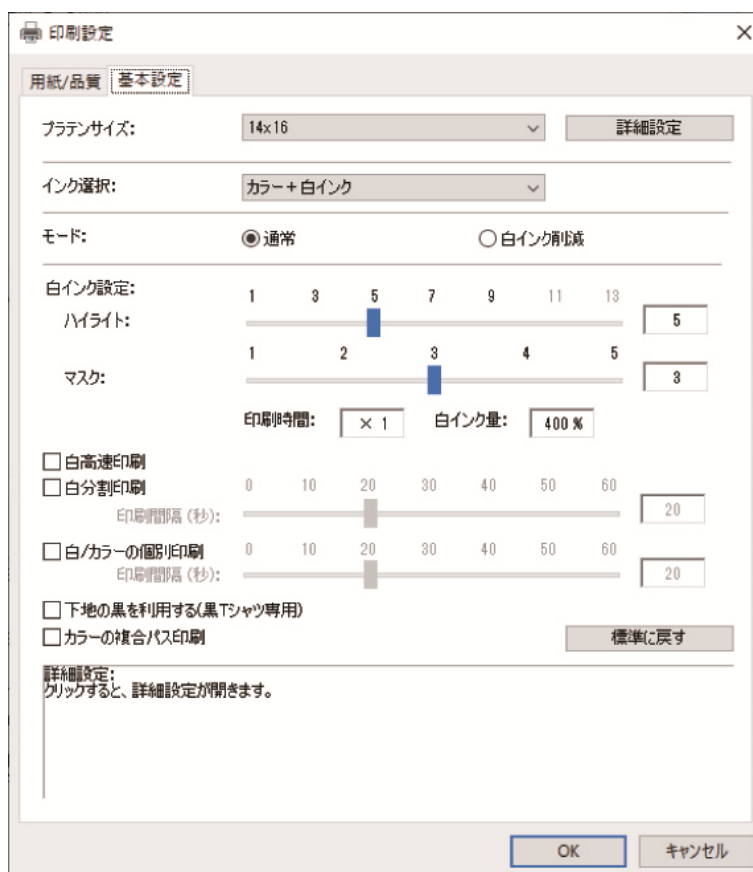 印刷設定
用紙/品質 基本設定
プラテンサイズ: 14x16 詳細設定
インク選択: カラー+白インク
モード: 通常 白インク削減
白インク設定: 1 3 5 7 9 11 13
ハイライト: 5
1 2 3 4 5
マスク: 3
印刷時間: × 1 白インク量: 400 %
白高速印刷
白分割印刷 0 10 20 30 40 50 60
印刷間隔 (秒): 20
白/カラーの個別印刷 0 10 20 30 40 50 60
印刷間隔 (秒): 20
下地の黒を利用する(黒Tシャツ専用)
カラーの複合パス印刷 標準に戻す
詳細設定:
クリックすると、詳細設定が開きます。
OK キャンセル